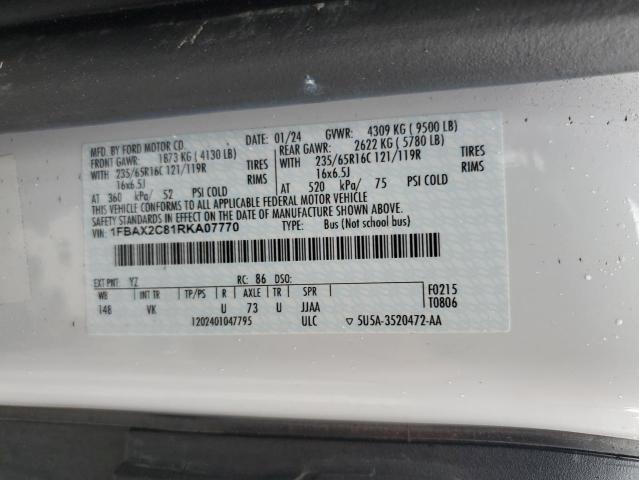 MFD. BY FORD MOTOR CO. DATE: 01/24 GVWR: 4309 KG ( 9500 LB)
FRONT GAWR: 1873 KG ( 4130 LB) REAR GAWR: 2622 KG ( 5780 LB)
WITH 235/65R16C 121/119R TIRES WITH 235/65R16C 121/119R TIRES
16x6.5J RIMS 16x6.5J RIMS
AT 360 kPa/ 52 PSI COLD AT 520 kPa/ 75 PSI COLD
THIS VEHICLE CONFORMS TO ALL APPLICABLE FEDERAL MOTOR VEHICLE
SAFETY STANDARDS IN EFFECT ON THE DATE OF MANUFACTURE SHOWN ABOVE.
VIN: 1FBAX2C81RKA07770 TYPE: Bus (Not School Bus)
EXT PNT: YZ RC: 86 DSO:
WB INT TR TP/PS R AXLE TR SPR F0215
148 VK U 73 U JJAA T0806
1202401047795 ULC ▽ 5U5A-3520472-AA